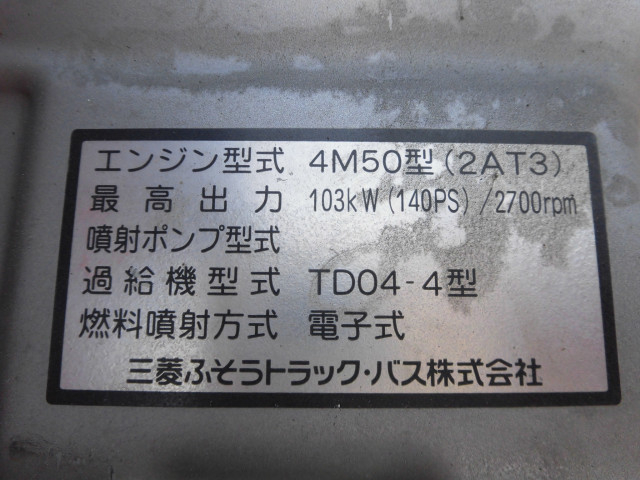 エンジン型式 4M50型(2AT3)
最高出力 103kW(140PS)/2700rpm
噴射ポンプ型式
過給機型式 TD04-4型
燃料噴射方式 電子式
三菱ふそうトラック・バス株式会社